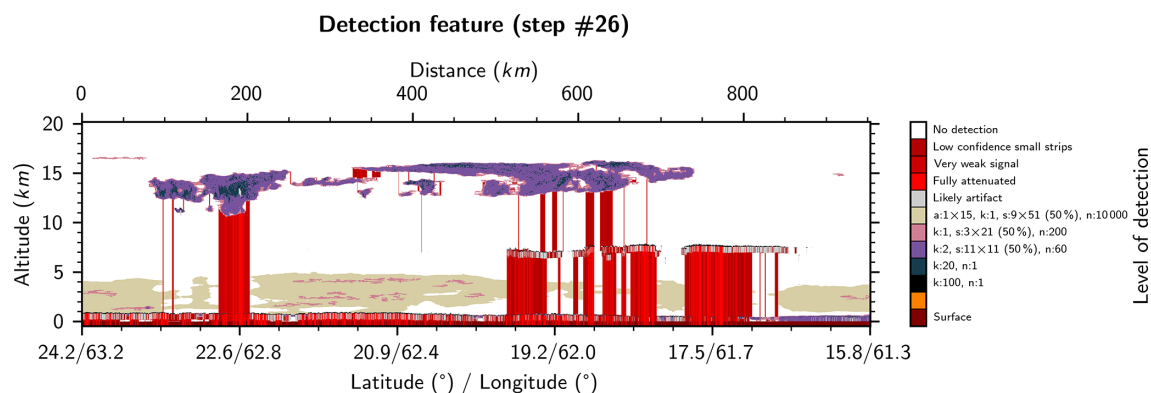 Detection feature (step #26)
Distance (km)
0 200 400 600 800
20
15
10
5
0
Altitude (km)
24.2/63.2 22.6/62.8 20.9/62.4 19.2/62.0 17.5/61.7 15.8/61.3
Latitude (°) / Longitude (°)
No detection
Low confidence small strips
Very weak signal
Fully attenuated
Likely artifact
a:1×15, k:1, s:9×51 (50%), n:10000
k:1, s:3×21 (50%), n:200
k:2, s:11×11 (50%), n:60
k:20, n:1
k:100, n:1
Surface
Level of detection